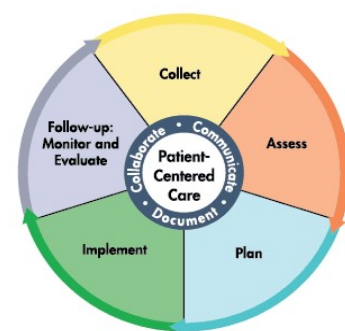 Collect
Assess
Plan
Implement
Follow-up:
Monitor and
Evaluate
Collaborate • Communicate • Document •
Patient-
Centered
Care